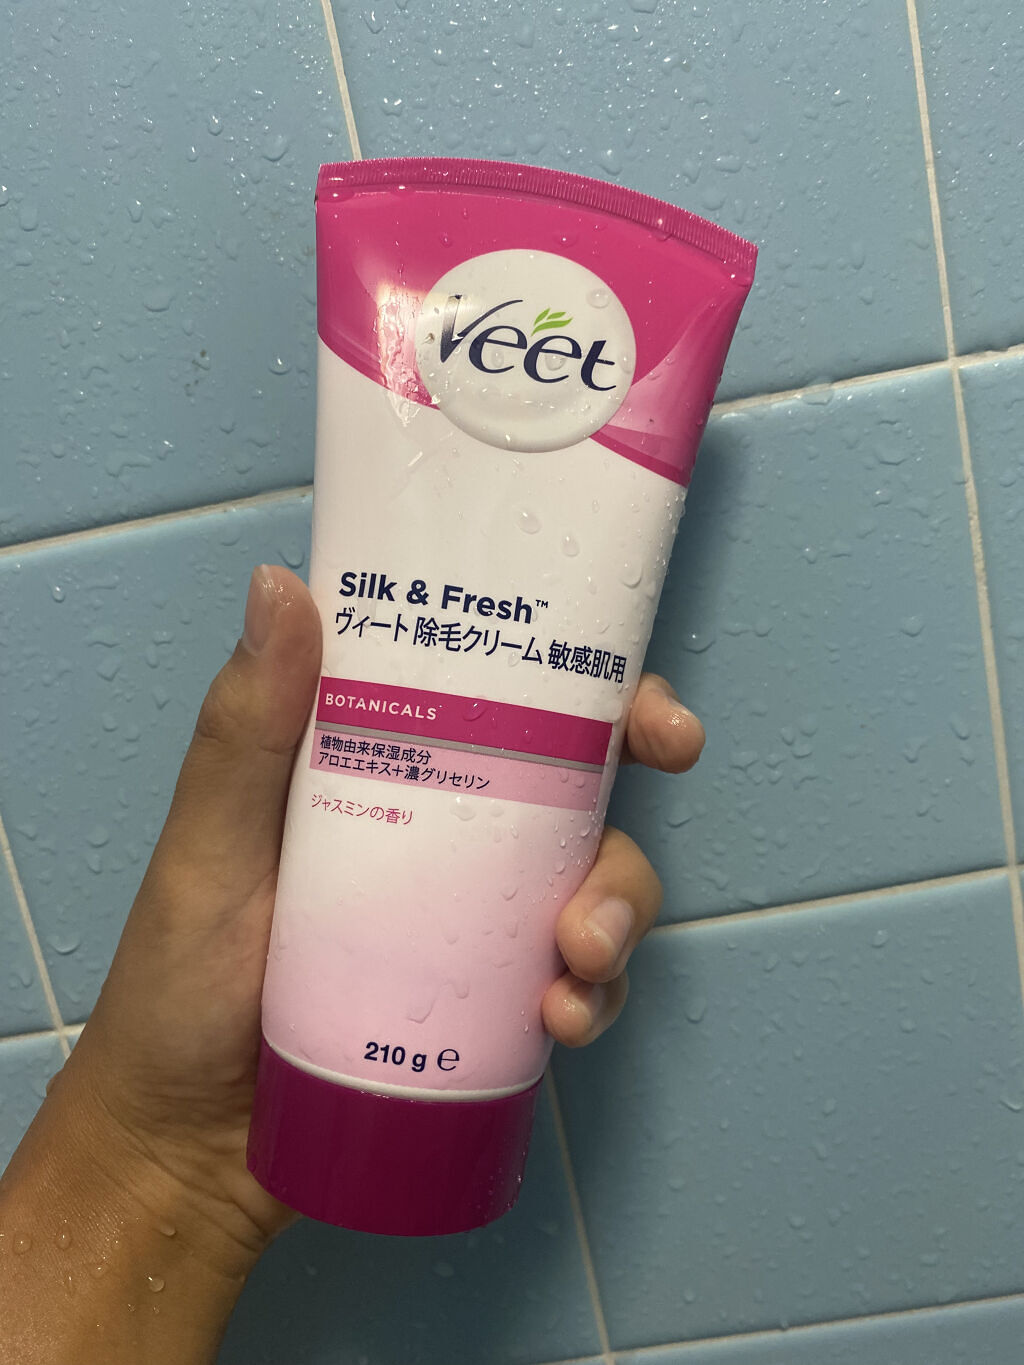 Veet
Silk & Fresh™
ヴィート 除毛クリーム 敏感肌用
BOTANICALS
植物由来保湿成分
アロエエキス+濃グリセリン
ジャスミンの香り
210 g ℮